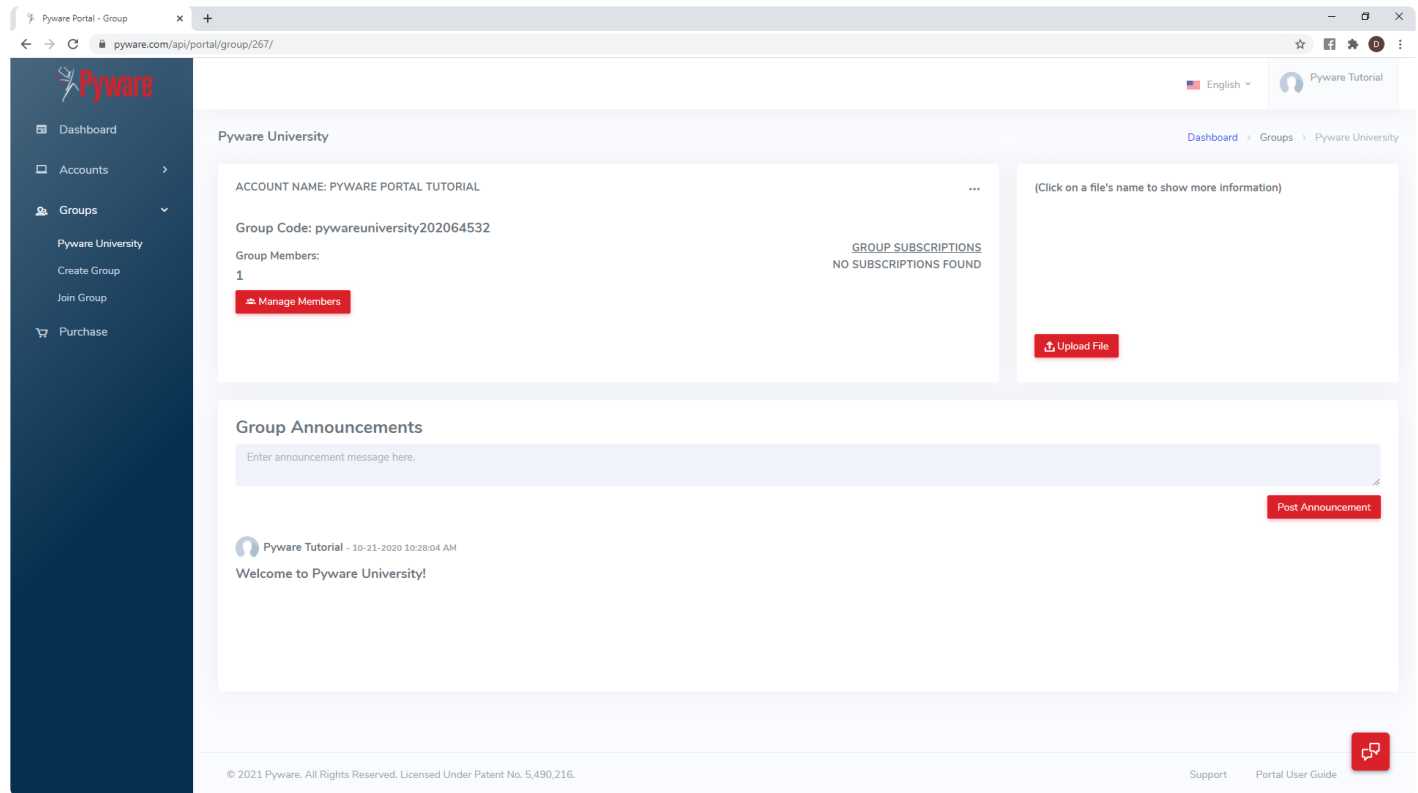 Pyware Portal - Group
pyware.com/api/portal/group/267/
D
Pyware
English
Pyware Tutorial
Dashboard
Accounts
Groups
Pyware University
Create Group
Join Group
Purchase
Pyware University
Dashboard > Groups > Pyware University
ACCOUNT NAME: PYWARE PORTAL TUTORIAL
...
Group Code: pywareuniversity202064532
Group Members:
1
Manage Members
GROUP SUBSCRIPTIONS
NO SUBSCRIPTIONS FOUND
(Click on a file's name to show more information)
Upload File
Group Announcements
Enter announcement message here.
Post Announcement
Pyware Tutorial - 10-21-2020 10:28:04 AM
Welcome to Pyware University!
© 2021 Pyware. All Rights Reserved. Licensed Under Patent No. 5,490,216.
Support Portal User Guide